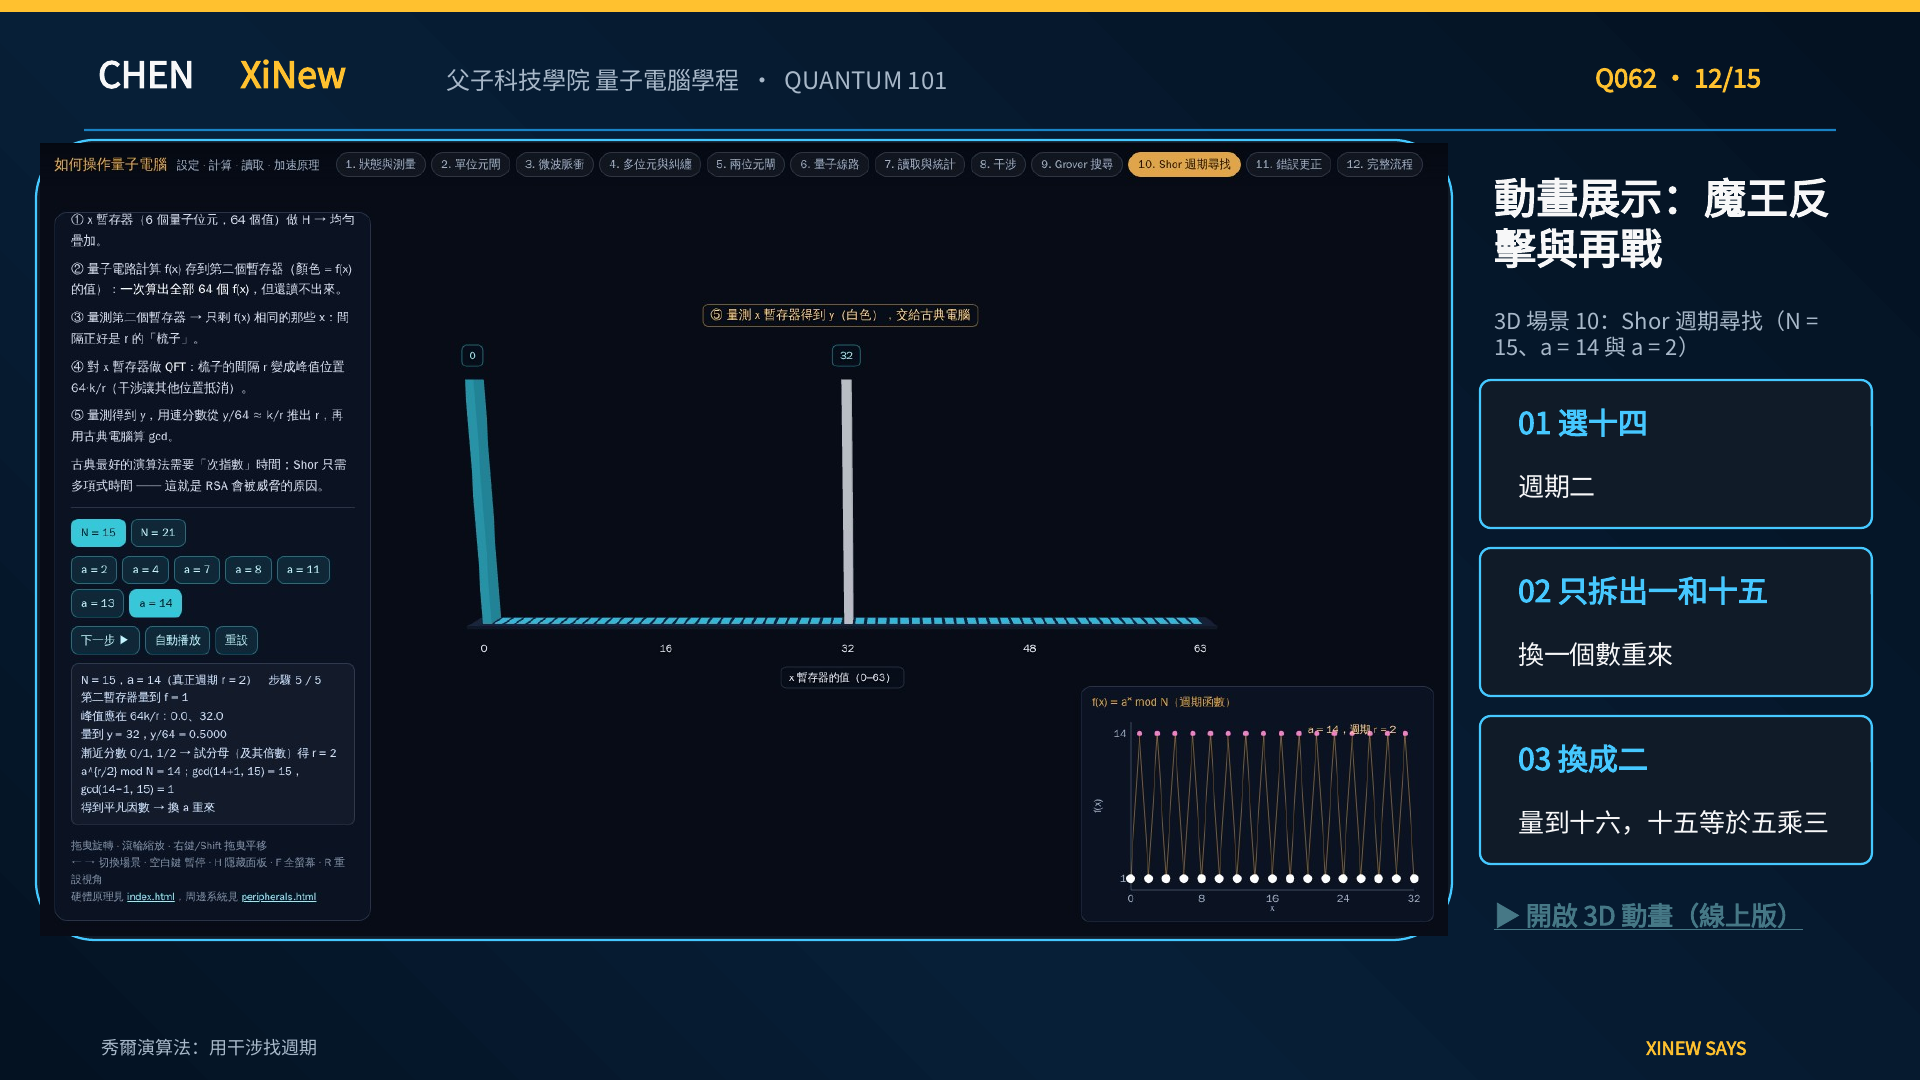 CHEN XiNew 父子科技學院 量子電腦學程 · QUANTUM 101 Q062 · 12/15
如何操作量子電腦 設定 · 計算 · 讀取 · 加速原理
1. 狀態與測量
2. 單位元閘
3. 微波脈衝
4. 多位元與糾纏
5. 兩位元閘
6. 量子線路
7. 讀取與統計
8. 干涉
9. Grover 搜尋
10. Shor 週期尋找
11. 錯誤更正
12. 完整流程
① x 暫存器（6 個量子位元，64 個值）做 H → 均勻
疊加。
② 量子電路計算 f(x) 存到第二個暫存器（顏色 = f(x)
的值）：一次算出全部 64 個 f(x)，但還讀不出來。
③ 量測第二個暫存器 → 只剩 f(x) 相同的那些 x：間
隔正好是 r 的「梳子」。
④ 對 x 暫存器做 QFT：梳子的間隔 r 變成峰值位置
64·k/r（干涉讓其他位置抵消）。
⑤ 量測得到 y，用連分數從 y/64 ≈ k/r 推出 r，再
用古典電腦算 gcd。
古典最好的演算法需要「次指數」時間；Shor 只需
多項式時間 —— 這就是 RSA 會被威脅的原因。
N = 15 N = 21
a = 2 a = 4 a = 7 a = 8 a = 11
a = 13 a = 14
下一步 ▶ 自動播放 重設
N = 15，a = 14（真正週期 r = 2） 步驟 5 / 5
第二暫存器量到 f = 1
峰值應在 64k/r：0.0、32.0
量到 y = 32，y/64 = 0.5000
漸近分數 0/1, 1/2 → 試分母（及其倍數）得 r = 2
a^{r/2} mod N = 14；gcd(14+1, 15) = 15，
gcd(14−1, 15) = 1
得到平凡因數 → 換 a 重來
拖曳旋轉 · 滾輪縮放 · 右鍵/Shift 拖曳平移
← → 切換場景 · 空白鍵 暫停 · H 隱藏面板 · F 全螢幕 · R 重
設視角
硬體原理見 index.html，周邊系統見 peripherals.html
⑤ 量測 x 暫存器得到 y（白色），交給古典電腦
0 32
0 16 32 48 63
x 暫存器的值（0–63）
f(x) = aˣ mod N（週期函數）
a = 14，週期 r = 2
14
f(x)
1
0 8 16 24 32
x
動畫展示：魔王反
擊與再戰
3D 場景 10：Shor 週期尋找（N =
15、a = 14 與 a = 2）
01 選十四
週期二
02 只拆出一和十五
換一個數重來
03 換成二
量到十六，十五等於五乘三
▶ 開啟 3D 動畫（線上版）
秀爾演算法：用干涉找週期
XINEW SAYS